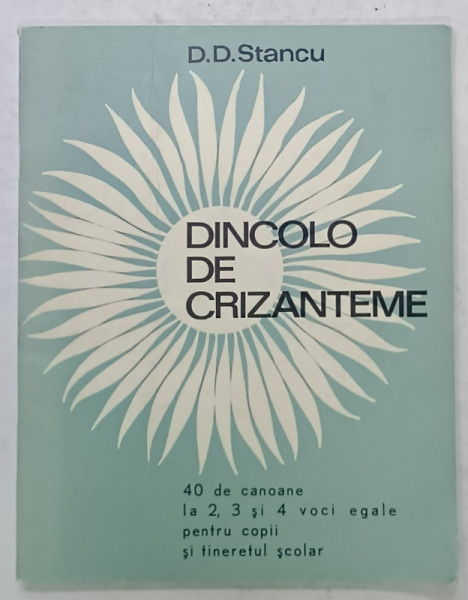 D.D.Stancu
DINCOLO
DE
CRIZANTEME
40 de canoane
la 2, 3 şi 4 voci egale
pentru copii
şi tineretul şcolar